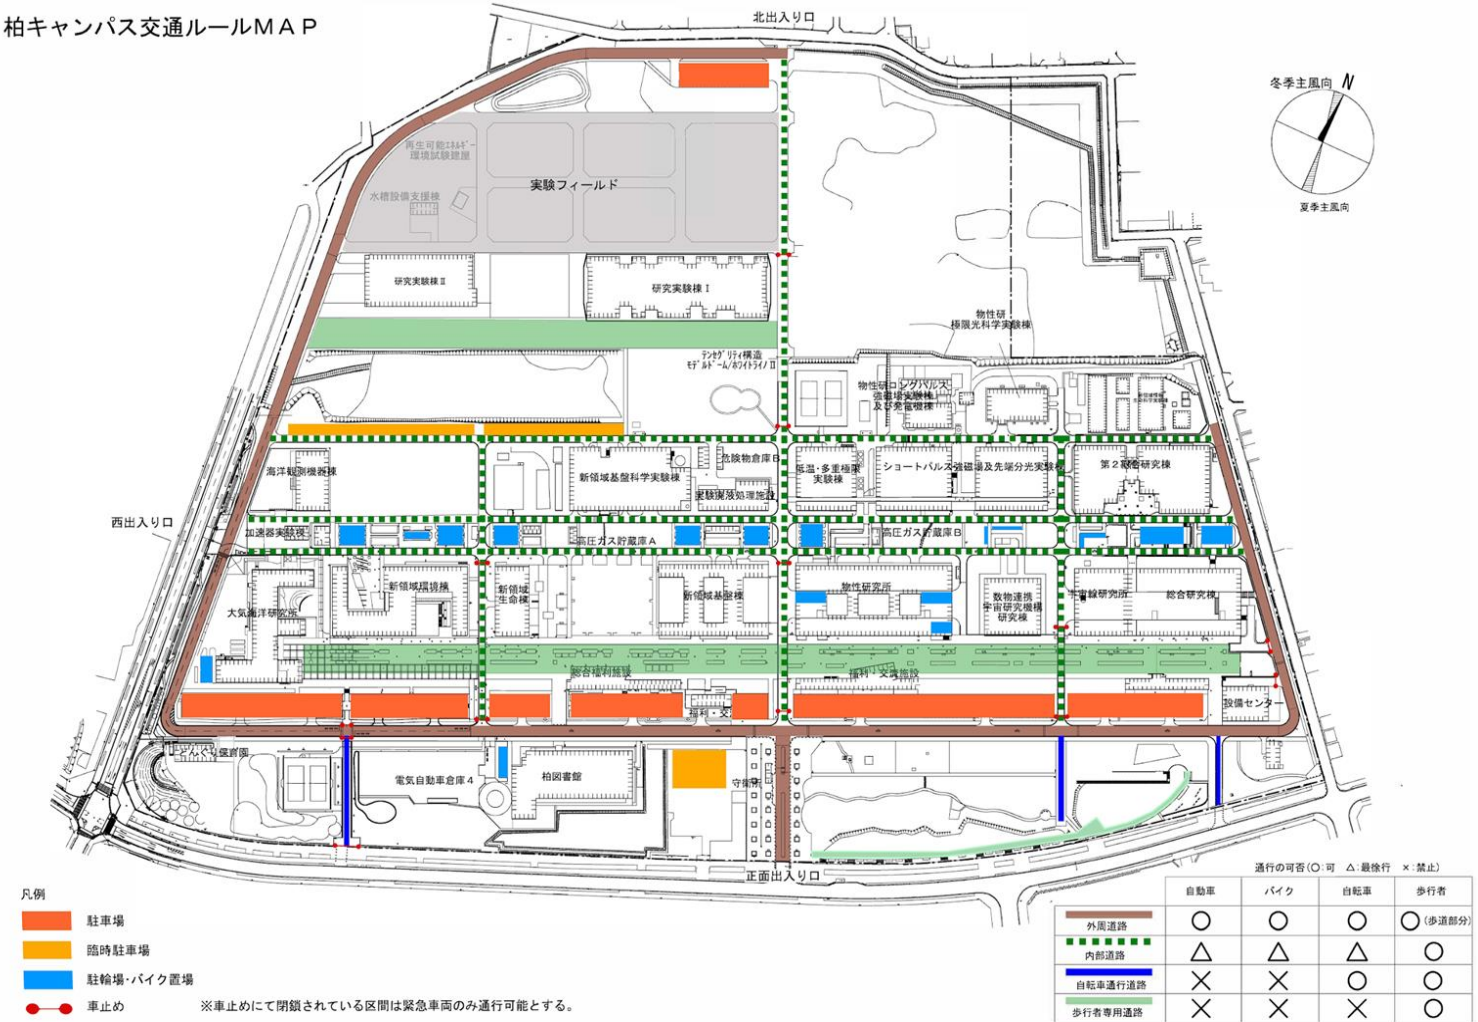 柏キャンパス交通ルールMAP
北出入り口
冬季主風向 N
夏季主風向
再生可能エネルギー
環境試験建屋
実験フィールド
水槽設備支援棟
研究実験棟Ⅱ
研究実験棟Ⅰ
物性研
極限光科学実験棟
テンセグリティ構造
モデルドーム/ホワイトライノⅡ
物性研ロングパルス
強磁場実験棟
及び発電機棟
海洋観測機器棟
新領域基盤科学実験棟
危険物倉庫B
実験実液処理施設
低温・多重極限
実験棟
ショートパルス強磁場及先端分光実験棟
第2総合研究棟
西出入り口
加速器実験棟
高圧ガス貯蔵庫A
高圧ガス貯蔵庫B
大気海洋研究所
新領域環境棟
新領域
生命棟
新領域基盤棟
物性研究所
数物連携
宇宙研究機構
研究棟
宇宙線研究所
総合研究棟
総合福利施設
福利・交流施設
福利・交
設備センター
どんぐり保育園
電気自動車倉庫4
柏図書館
守衛所
正面出入り口
凡例
駐車場
臨時駐車場
駐輪場・バイク置場
車止め
※車止めにて閉鎖されている区間は緊急車両のみ通行可能とする。
通行の可否(○:可 △:最徐行 ×:禁止)
自動車 バイク 自転車 歩行者
外周道路 ○ ○ ○ ○(歩道部分)
内部道路 △ △ △ ○
自転車通行道路 × × ○ ○
歩行者専用通路 × × × ○